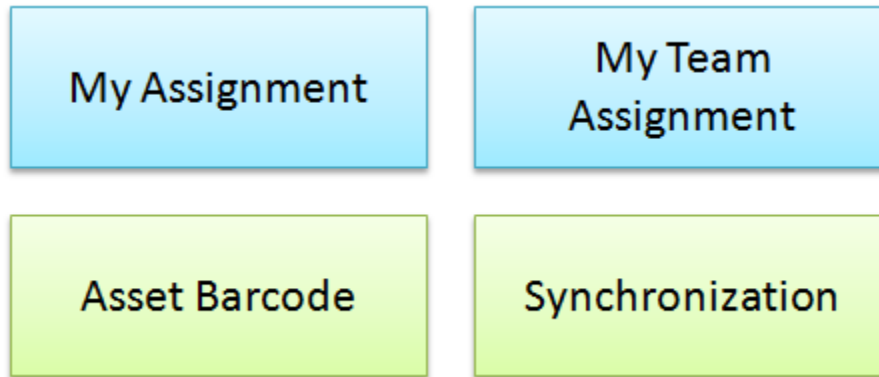 My Assignment
My Team
Assignment
Asset Barcode
Synchronization